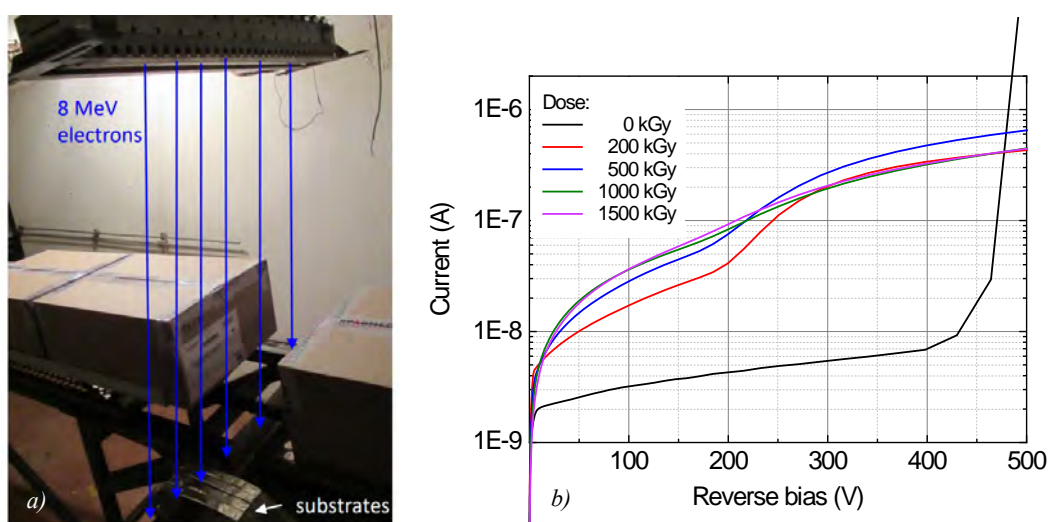 8 MeV
electrons
substrates
a)
1E-6
1E-7
1E-8
1E-9
Current (A)
Dose:
0 kGy
200 kGy
500 kGy
1000 kGy
1500 kGy
100
200
300
400
500
Reverse bias (V)
b)